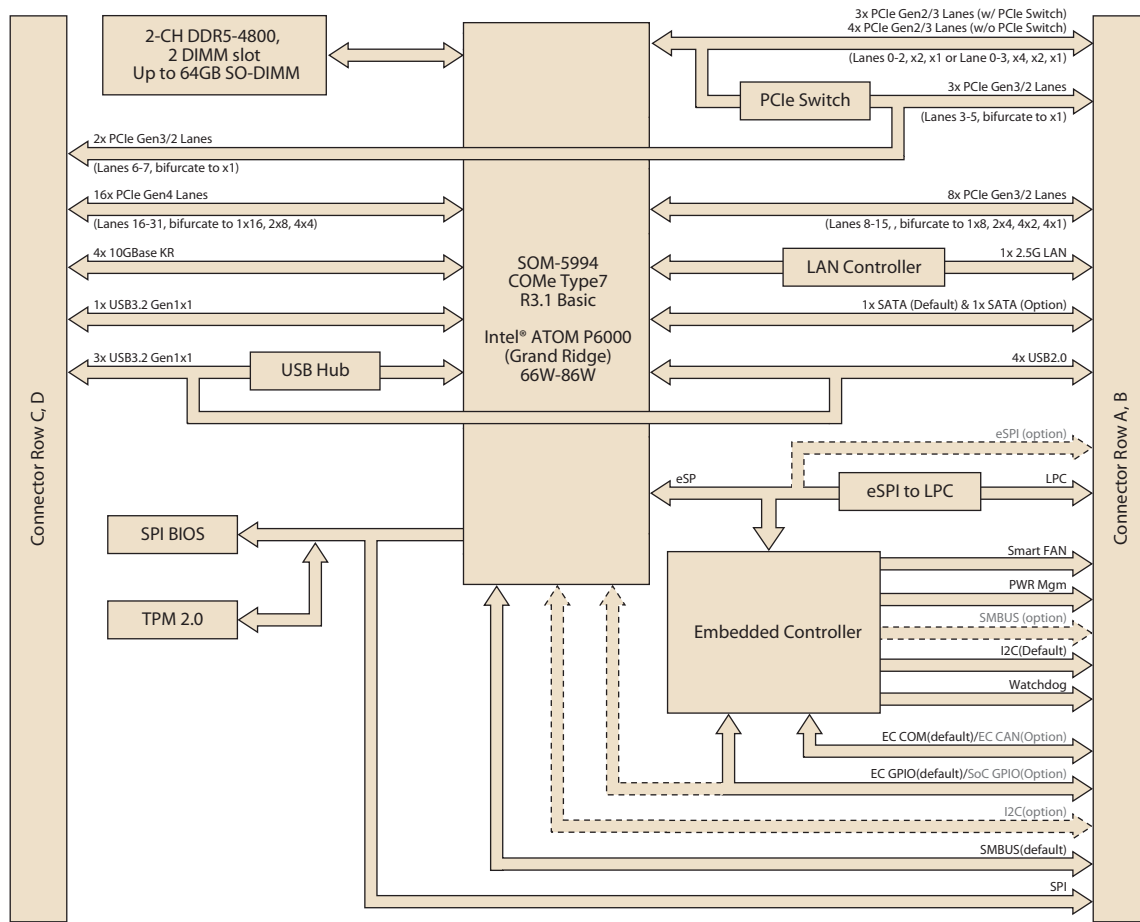 2-CH DDR5-4800,
2 DIMM slot
Up to 64GB SO-DIMM
3x PCIe Gen2/3 Lanes (w/ PCIe Switch)
4x PCIe Gen2/3 Lanes (w/o PCIe Switch)
(Lanes 0-2, x2, x1 or Lane 0-3, x4, x2, x1)
PCIe Switch
3x PCIe Gen3/2 Lanes
(Lanes 3-5, bifurcate to x1)
2x PCIe Gen3/2 Lanes
(Lanes 6-7, bifurcate to x1)
16x PCIe Gen4 Lanes
(Lanes 16-31, bifurcate to 1x16, 2x8, 4x4)
8x PCIe Gen3/2 Lanes
(Lanes 8-15, , bifurcate to 1x8, 2x4, 4x2, 4x1)
4x 10GBase KR
LAN Controller
1x 2.5G LAN
SOM-5994
COMe Type7
R3.1 Basic
Intel® ATOM P6000
(Grand Ridge)
66W-86W
1x USB3.2 Gen1x1
1x SATA (Default) & 1x SATA (Option)
3x USB3.2 Gen1x1
USB Hub
4x USB2.0
Connector Row C, D
Connector Row A, B
eSPI (option)
eSP
eSPI to LPC
LPC
SPI BIOS
TPM 2.0
Embedded Controller
Smart FAN
PWR Mgm
SMBUS (option)
I2C(Default)
Watchdog
EC COM(default)/EC CAN(Option)
EC GPIO(default)/SoC GPIO(Option)
I2C(option)
SMBUS(default)
SPI